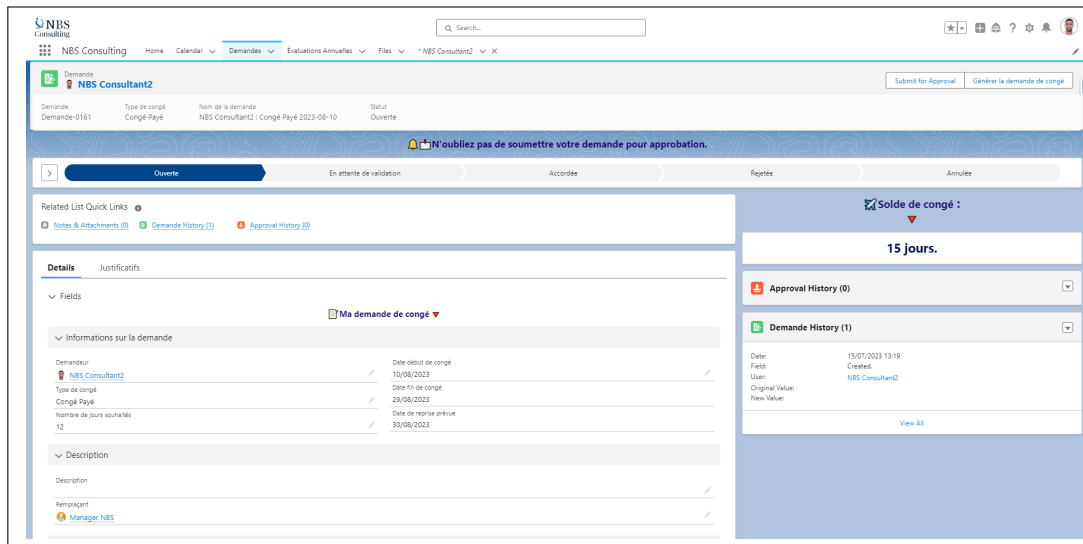 NBS
Consulting
Search...
NBS Consulting Home Calendar Demandes Évaluations Annuelles Files * NBS Consultant2
Demande
NBS Consultant2
Submit for Approval Générer la demande de congé
Demande Type de congé Nom de la demande Statut
Demande-0161 Congé Payé NBS Consultant2 : Congé Payé 2023-08-10 Ouverte
N'oubliez pas de soumettre votre demande pour approbation.
Ouverte En attente de validation Accordée Rejetée Annulée
Related List Quick Links
Notes & Attachments (0) Demande History (1) Approval History (0)
Solde de congé :
15 jours.
Details Justificatifs
Fields
Ma demande de congé
Informations sur la demande
Demandeur
NBS Consultant2
Type de congé
Congé Payé
Nombre de jours souhaités
12
Date début de congé
10/08/2023
Date fin de congé
29/08/2023
Date de reprise prévue
30/08/2023
Description
Description
Remplaçant
Manager NBS
Approval History (0)
Demande History (1)
Date: 15/07/2023 13:19
Field: Created.
User: NBS Consultant2
Original Value:
New Value:
View All